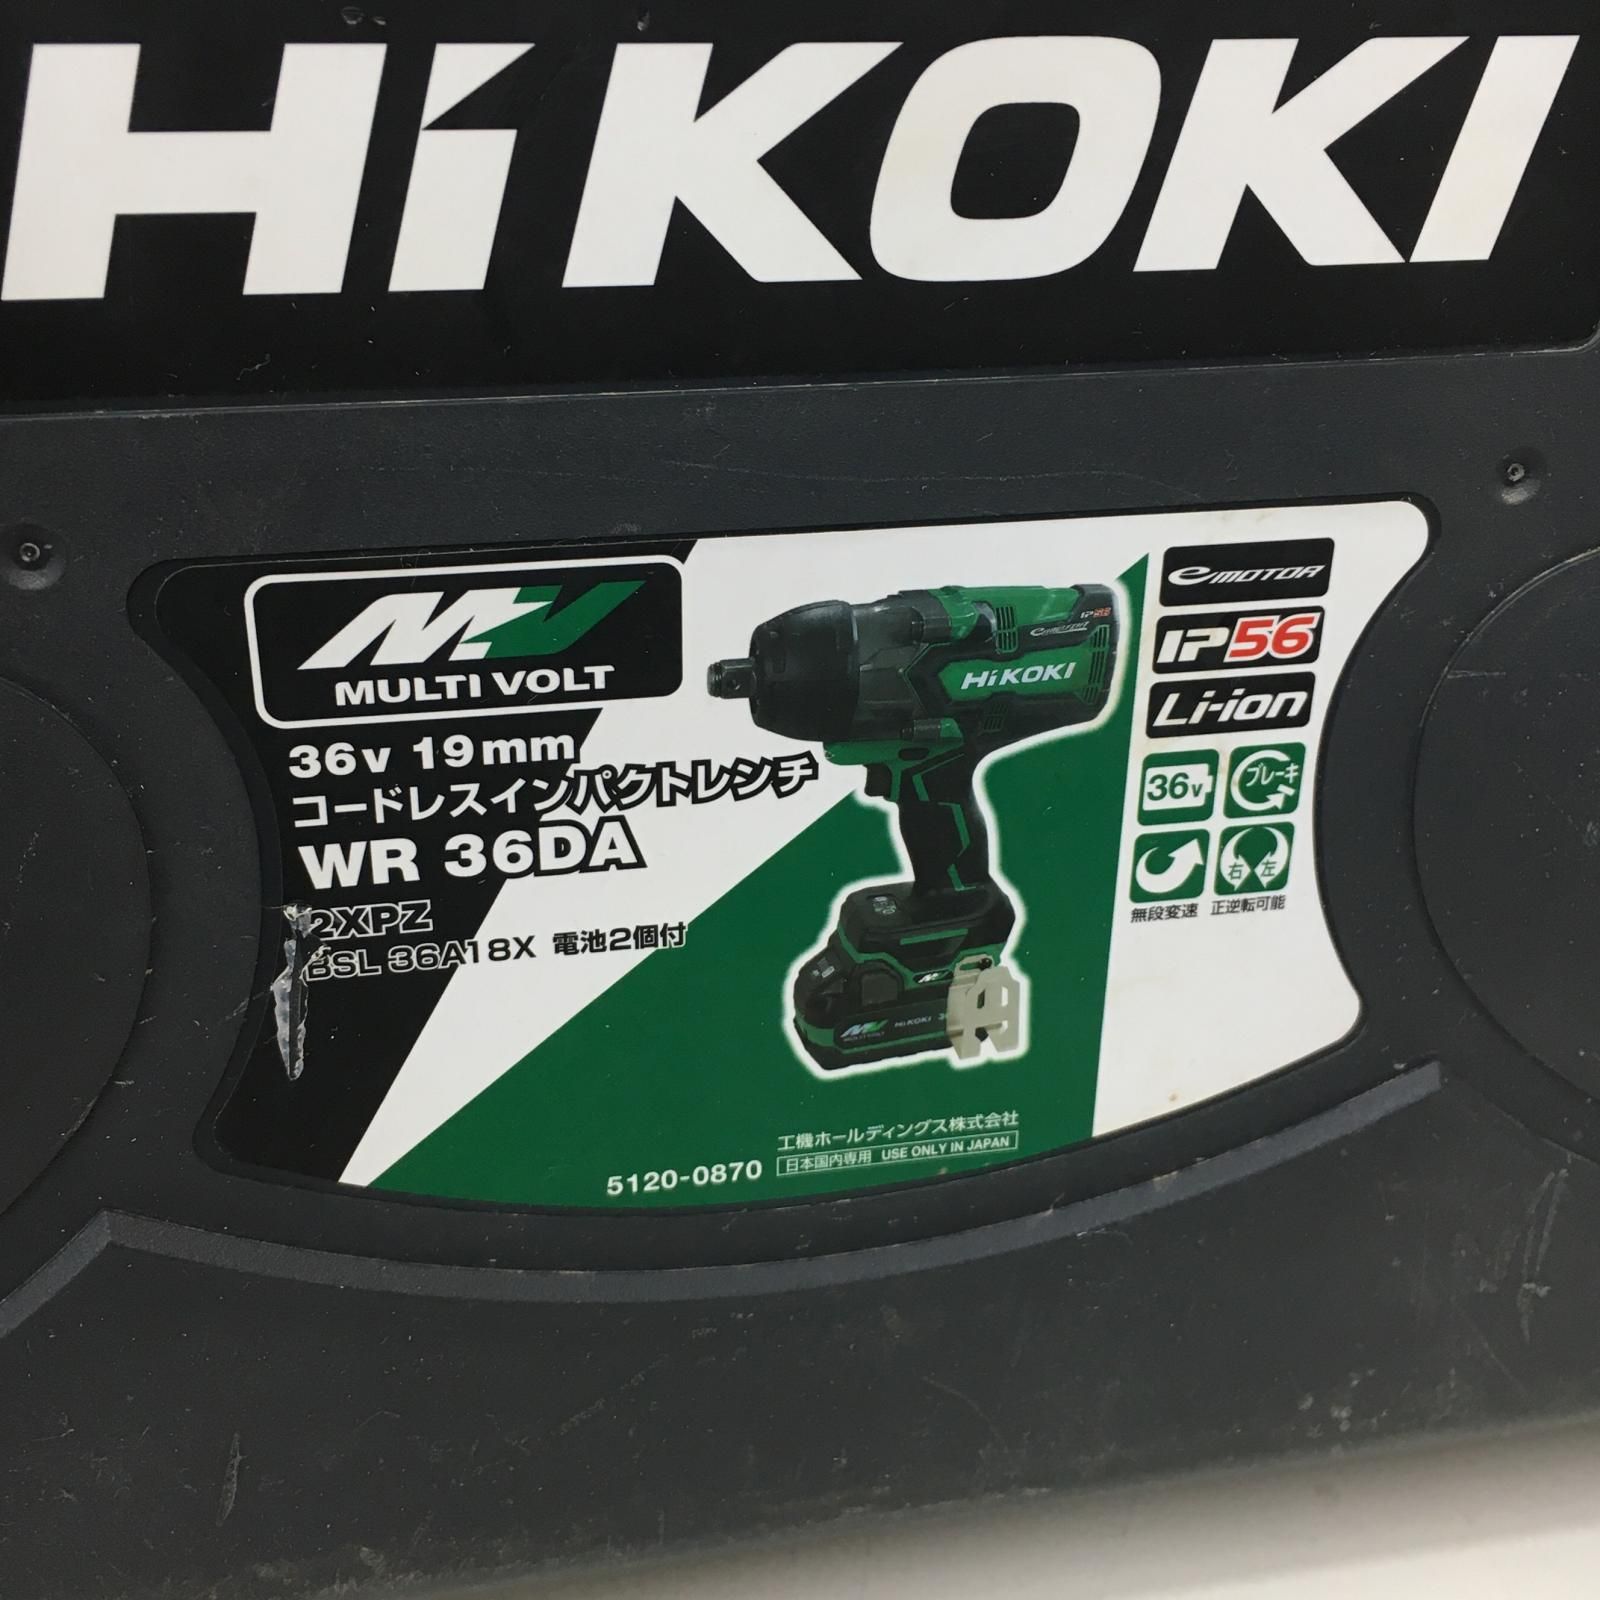 HiKOKI
MV
MULTI VOLT
36v 19mm
コードレスインパクトレンチ
WR 36DA
2XPZ
BSL 36A18X 電池2個付
HiKOKI
eMOTOR
IP56
Li-ion
36v
ブレーキ
右 左
無段変速 正逆転可能
MV
MULTI VOLT
HiKOKI
工機ホールディングス株式会社
5120-0870 日本国内専用 USE ONLY IN JAPAN